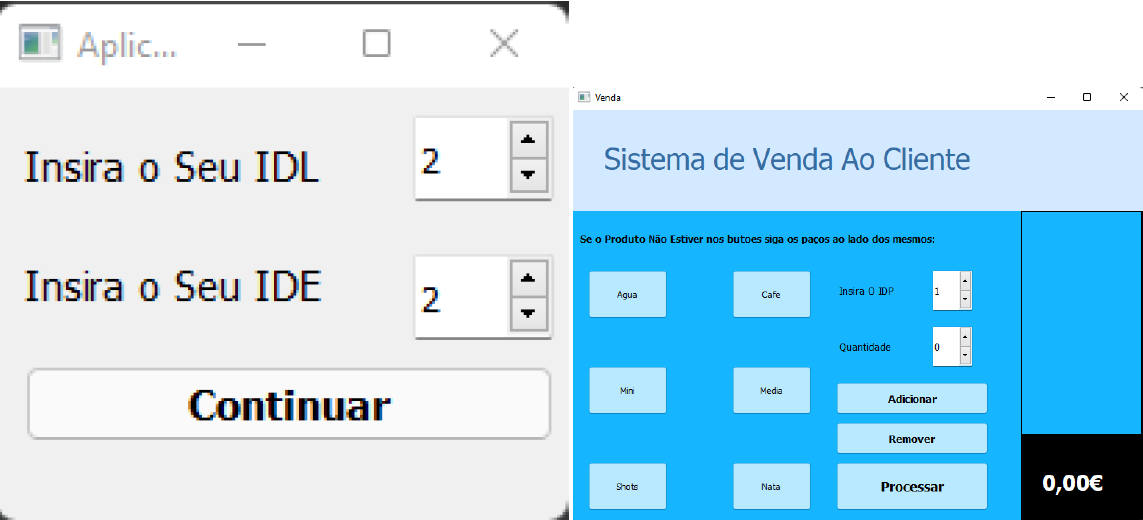 Aplic...
Insira o Seu IDL
2
Insira o Seu IDE
2
Continuar
Venda
Sistema de Venda Ao Cliente
Se o Produto Não Estiver nos butoes siga os paços ao lado dos mesmos:
Agua
Cafe
Insira O IDP
1
Quantidade
0
Mini
Media
Adicionar
Remover
Shots
Nata
Processar
0,00€